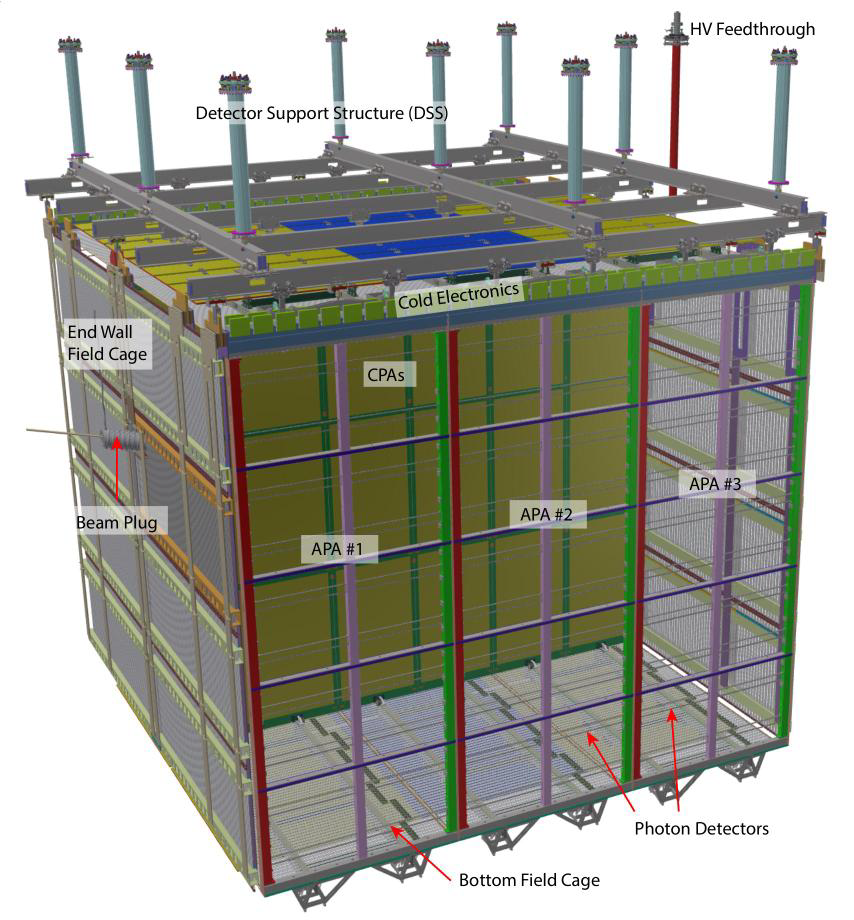 HV Feedthrough
Detector Support Structure (DSS)
Cold Electronics
End Wall
Field Cage
CPAs
APA #3
APA #2
Beam Plug
APA #1
Photon Detectors
Bottom Field Cage